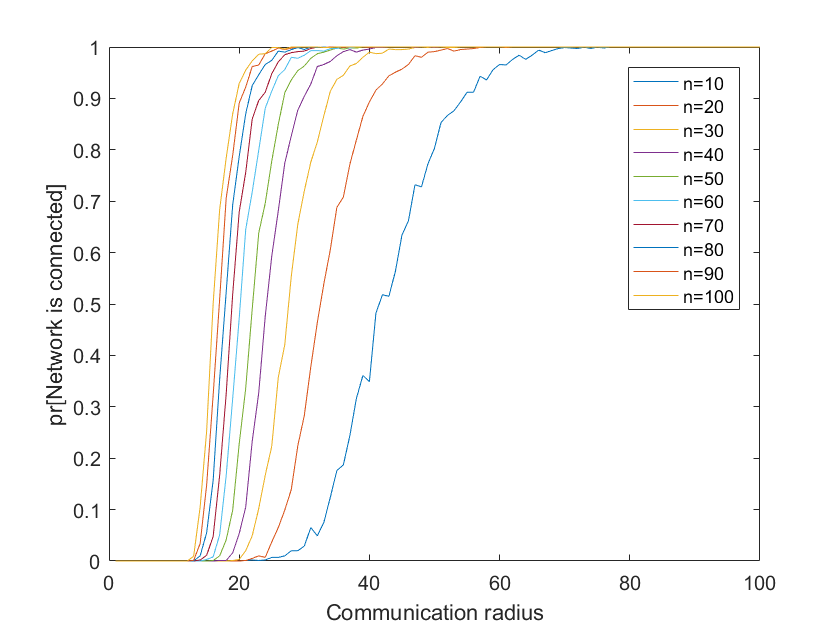 1
0.9
0.8
0.7
0.6
0.5
0.4
0.3
0.2
0.1
0
pr[Network is connected]
n=10
n=20
n=30
n=40
n=50
n=60
n=70
n=80
n=90
n=100
0 20 40 60 80 100
Communication radius